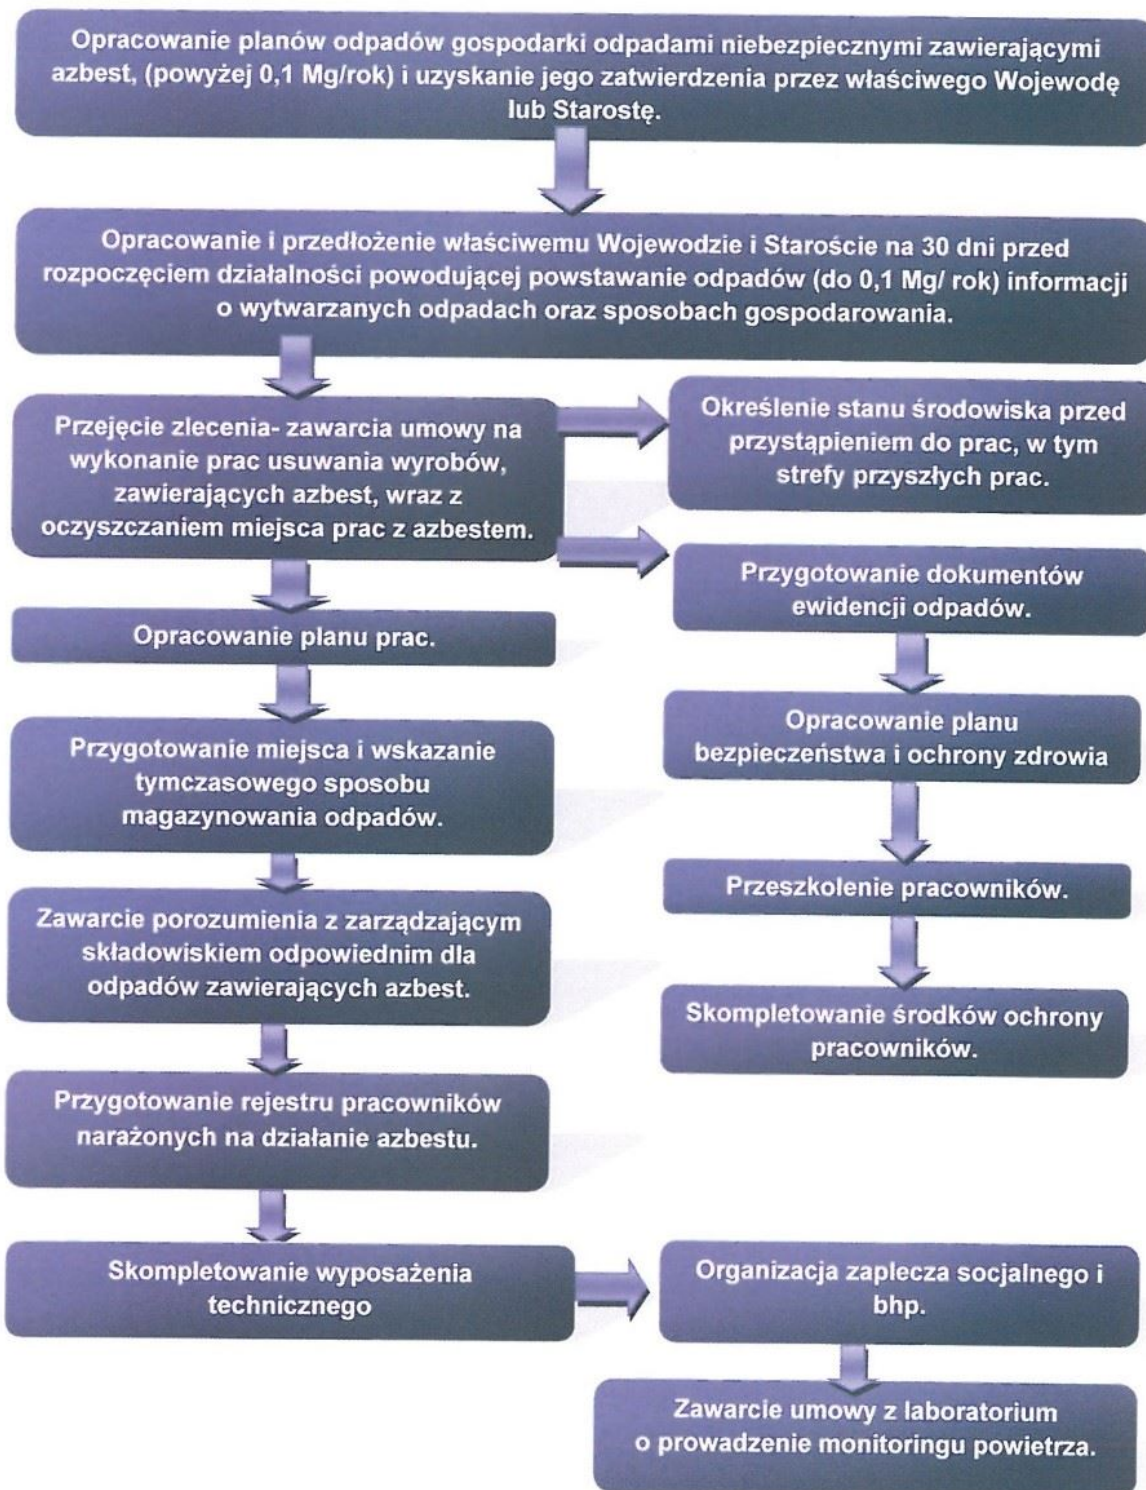 Opracowanie planów odpadów gospodarki odpadami niebezpiecznymi zawierającymi
azbest, (powyżej 0,1 Mg/rok) i uzyskanie jego zatwierdzenia przez właściwego Wojewodę
lub Starostę.
Opracowanie i przedłożenie właściwemu Wojewodzie i Staroście na 30 dni przed
rozpoczęciem działalności powodującej powstawanie odpadów (do 0,1 Mg/ rok) informacji
o wytwarzanych odpadach oraz sposobach gospodarowania.
Przejęcie zlecenia- zawarcia umowy na
wykonanie prac usuwania wyrobów,
zawierających azbest, wraz z
oczyszczaniem miejsca prac z azbestem.
Określenie stanu środowiska przed
przystąpieniem do prac, w tym
strefy przyszłych prac.
Przygotowanie dokumentów
ewidencji odpadów.
Opracowanie planu prac.
Opracowanie planu
bezpieczeństwa i ochrony zdrowia
Przygotowanie miejsca i wskazanie
tymczasowego sposobu
magazynowania odpadów.
Przeszkolenie pracowników.
Zawarcie porozumienia z zarządzającym
składowiskiem odpowiednim dla
odpadów zawierających azbest.
Skompletowanie środków ochrony
pracowników.
Przygotowanie rejestru pracowników
narażonych na działanie azbestu.
Skompletowanie wyposażenia
technicznego
Organizacja zaplecza socjalnego i
bhp.
Zawarcie umowy z laboratorium
o prowadzenie monitoringu powietrza.